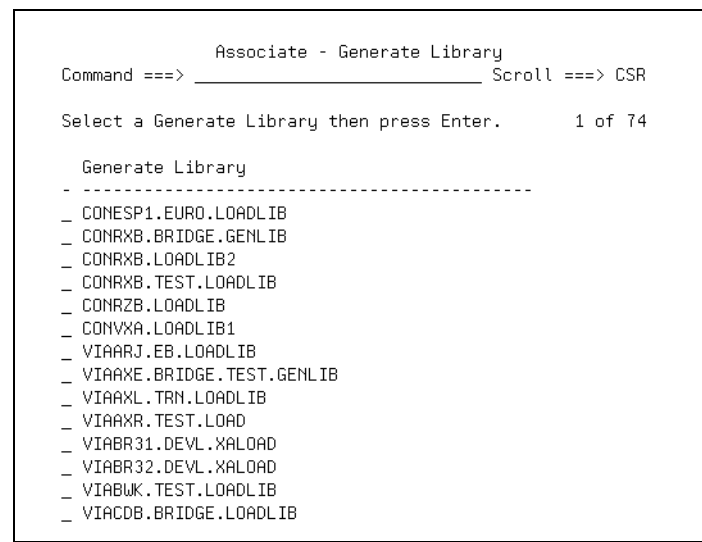 Associate - Generate Library
Command ===> ____________________________ Scroll ===> CSR
Select a Generate Library then press Enter. 1 of 74
Generate Library
- --------------------------------------------
_ CONESP1.EURO.LOADLIB
_ CONRXB.BRIDGE.GENLIB
_ CONRXB.LOADLIB2
_ CONRXB.TEST.LOADLIB
_ CONRZB.LOADLIB
_ CONVXA.LOADLIB1
_ VIAARJ.EB.LOADLIB
_ VIAAXE.BRIDGE.TEST.GENLIB
_ VIAAXL.TRN.LOADLIB
_ VIAAXR.TEST.LOAD
_ VIABR31.DEVL.XALOAD
_ VIABR32.DEVL.XALOAD
_ VIABWK.TEST.LOADLIB
_ VIACDB.BRIDGE.LOADLIB